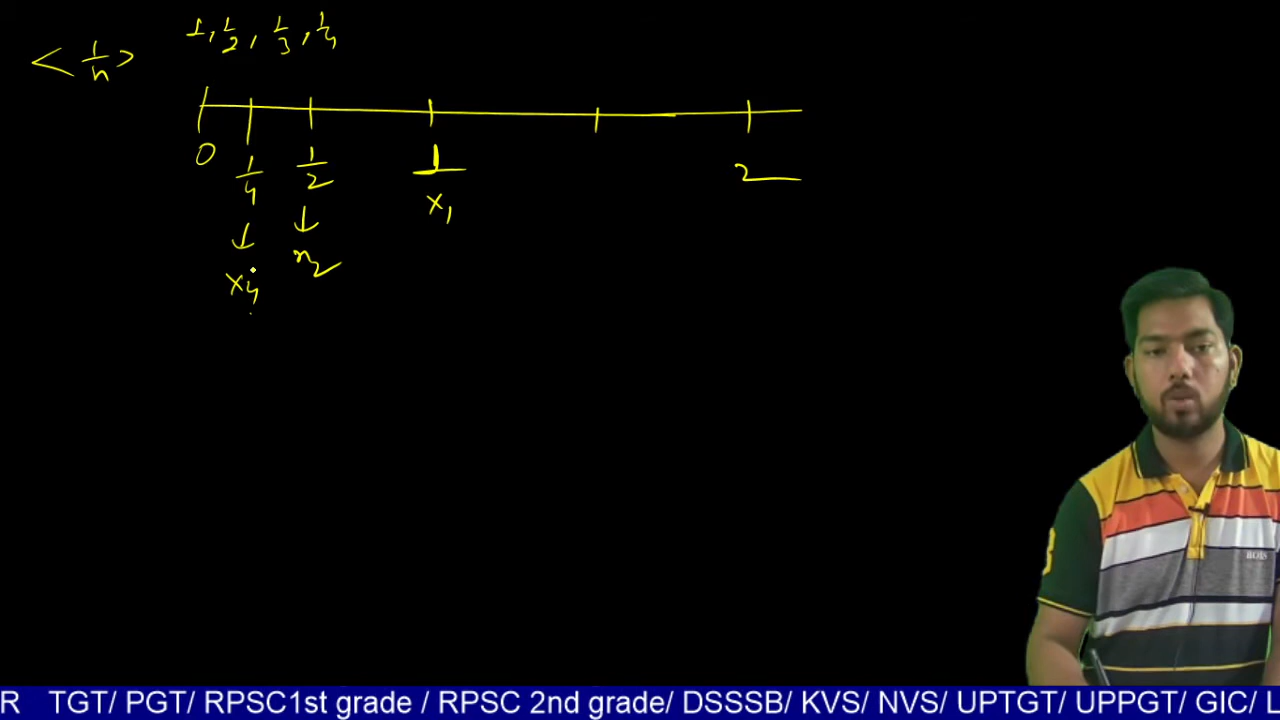 1, 1/2, 1/3, 1/4
< 1/n >
0 1/4 1/2 1 2
↓ ↓ x₁
x₄ x₂
BOSS
R TGT/ PGT/ RPSC1st grade / RPSC 2nd grade/ DSSSB/ KVS/ NVS/ UPTGT/ UPPGT/ GIC/ L